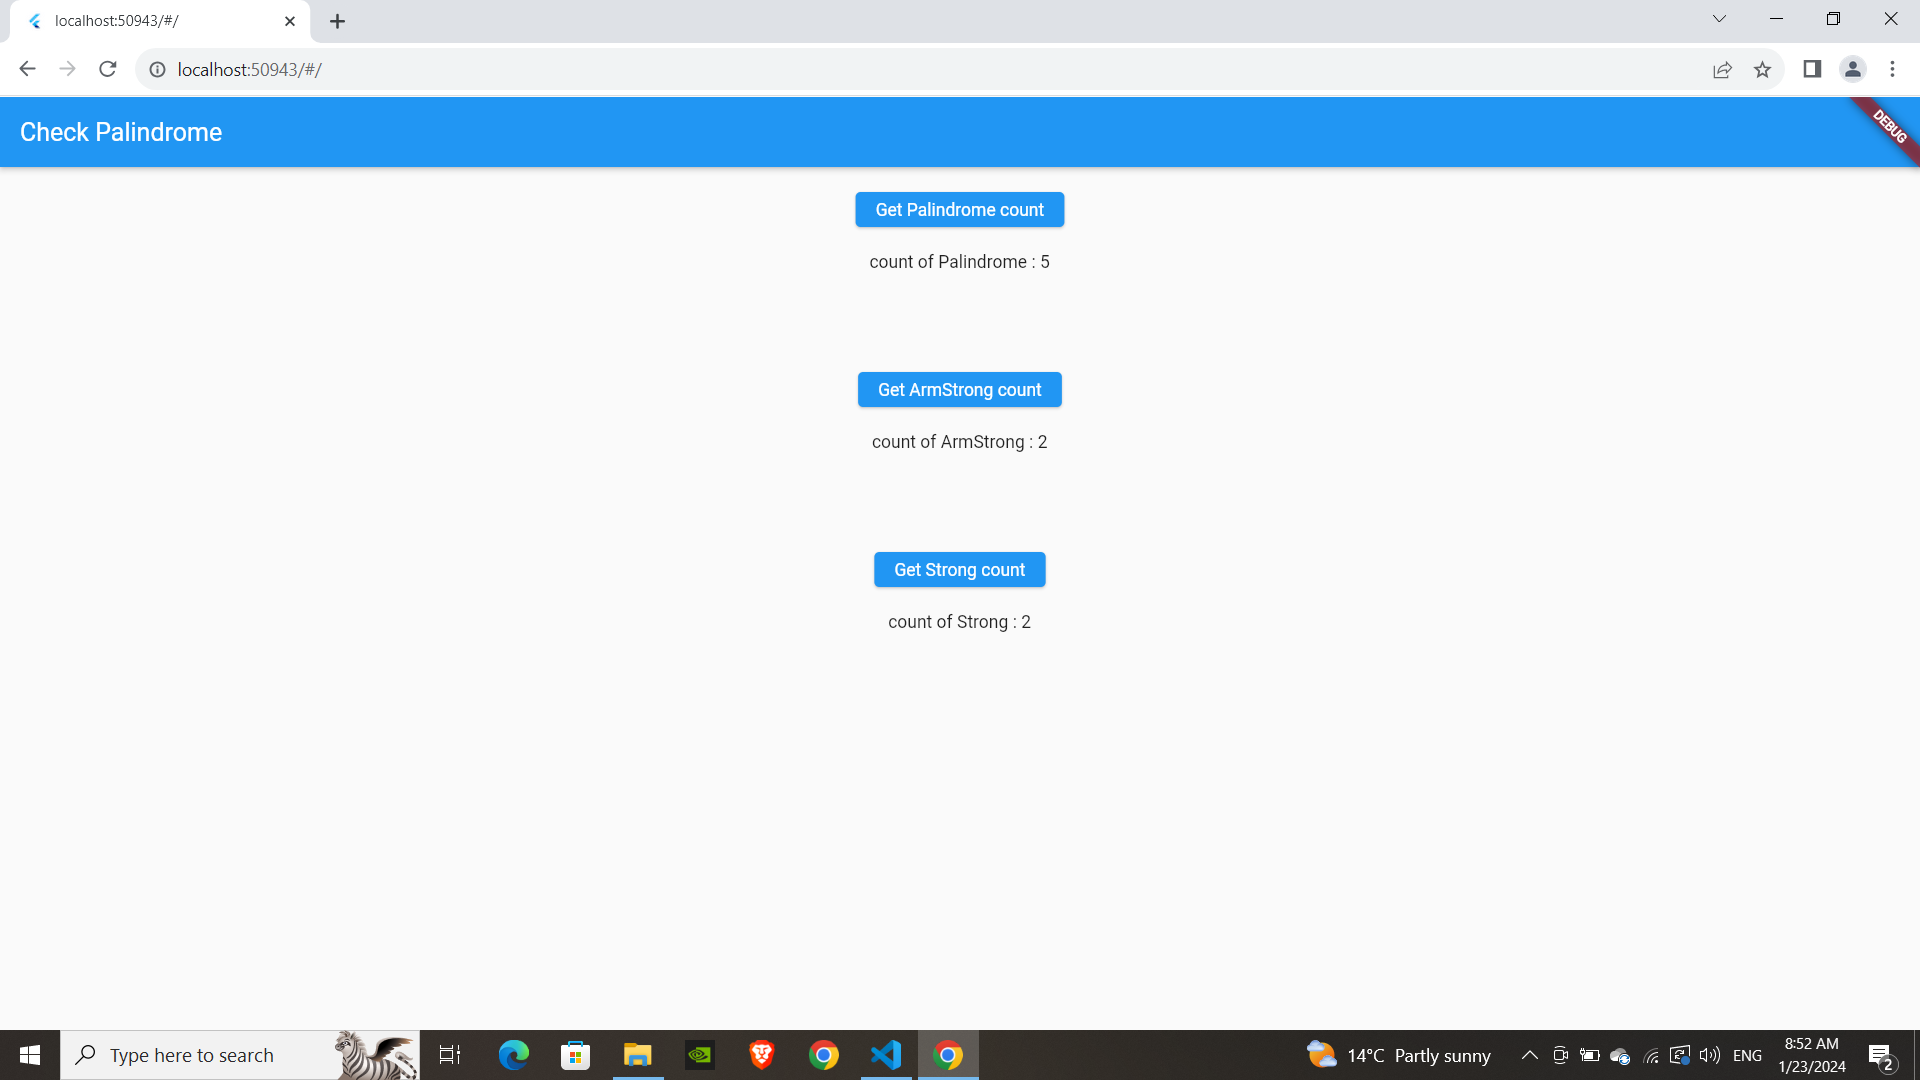 localhost:50943/#/
localhost:50943/#/
Check Palindrome
DEBUG
Get Palindrome count
count of Palindrome : 5
Get ArmStrong count
count of ArmStrong : 2
Get Strong count
count of Strong : 2
Type here to search
14°C Partly sunny
ENG
8:52 AM
1/23/2024
2